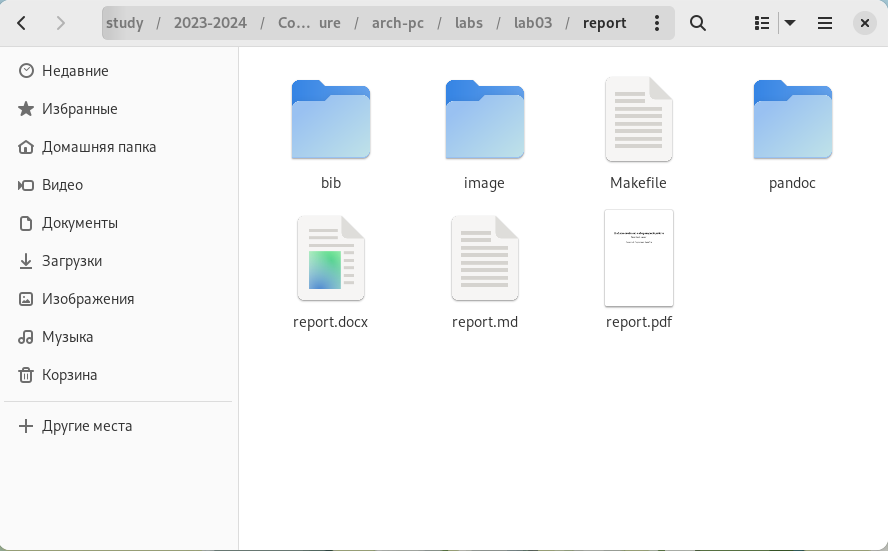 study / 2023-2024 / Co... ure / arch-pc / labs / lab03 / report
Недавние
Избранные
Домашняя папка
Видео
Документы
Загрузки
Изображения
Музыка
Корзина
Другие места
bib image Makefile pandoc
report.docx report.md report.pdf